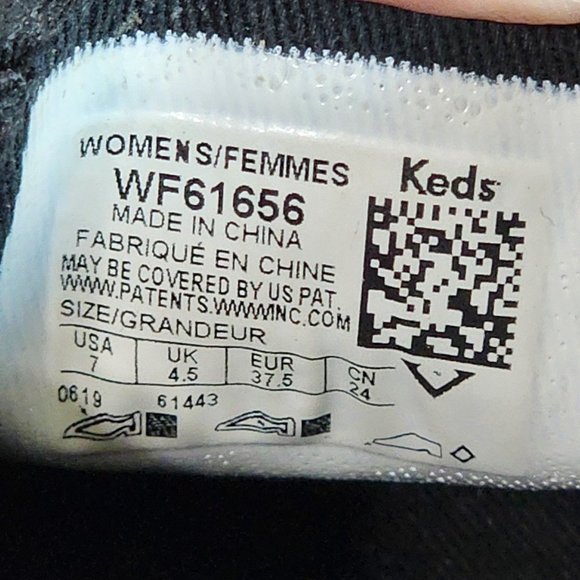 WOMENS/FEMMES
Keds
WF61656
MADE IN CHINA
FABRIQUÉ EN CHINE
MAY BE COVERED BY US PAT.
WWW.PATENTS.WWWINC.COM
SIZE/GRANDEUR
USA UK EUR CN
7 4.5 37.5 24
0619 61443